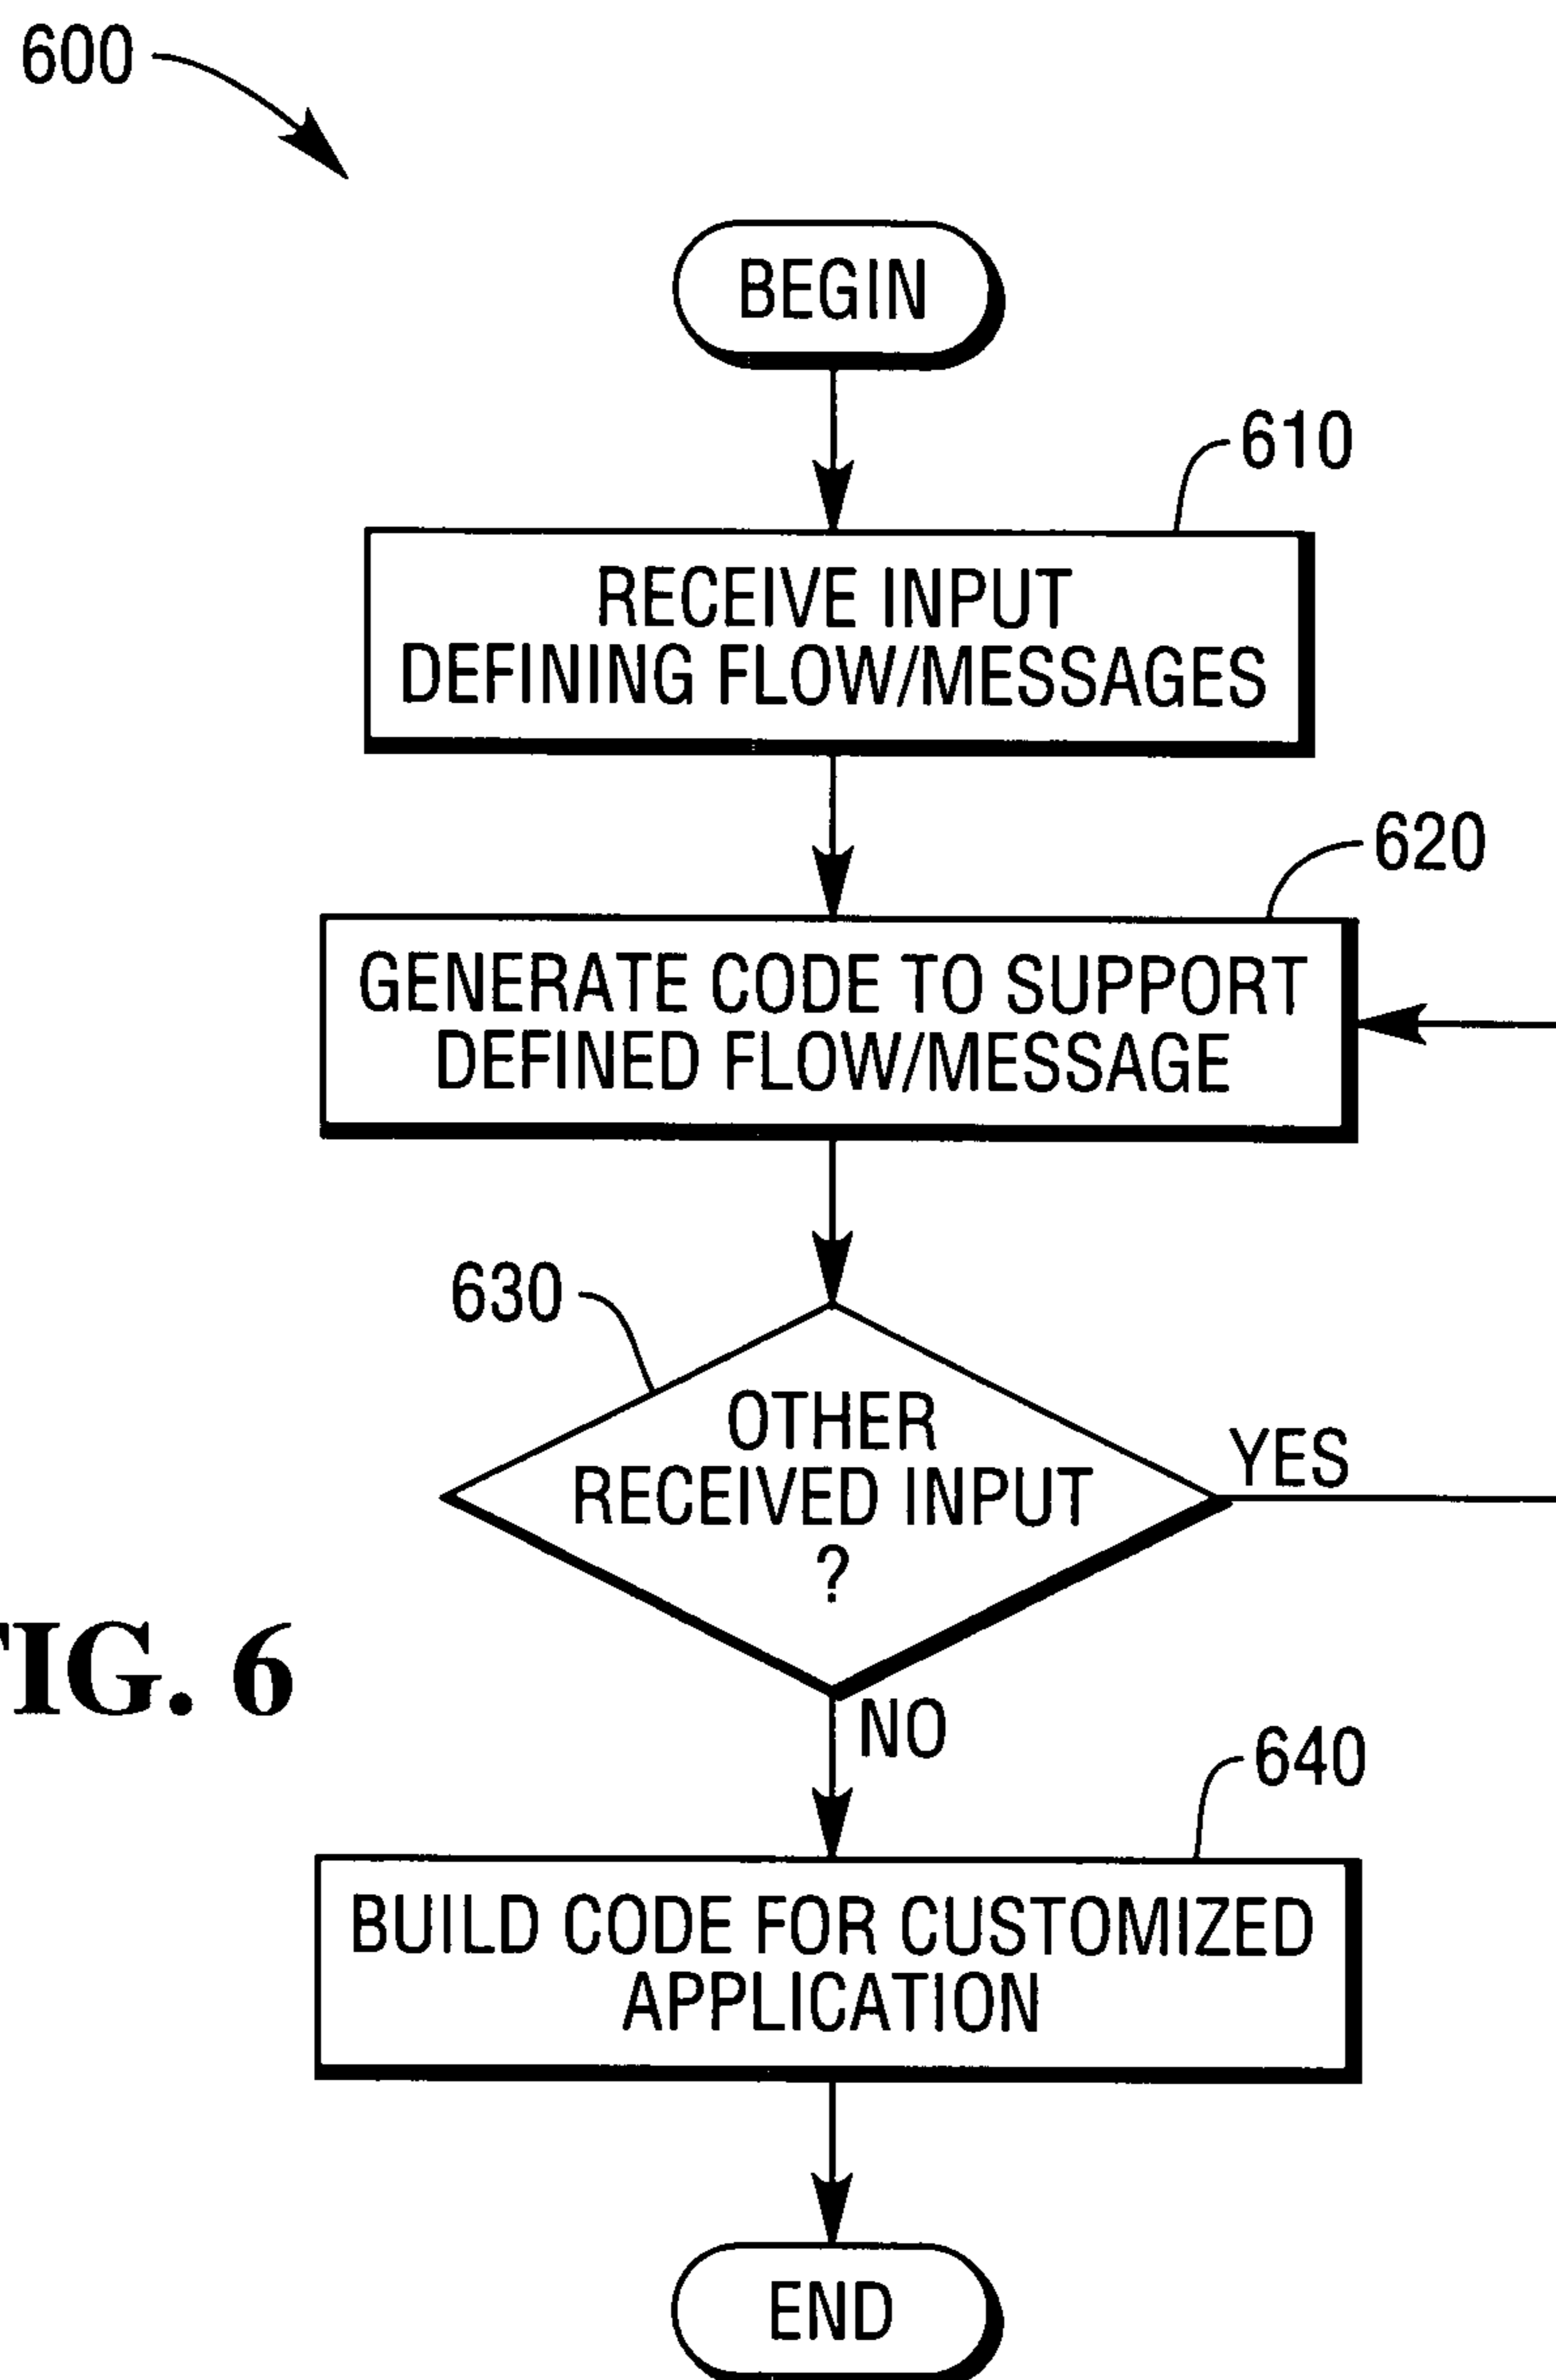 600
BEGIN
610
RECEIVE INPUT
DEFINING FLOW/MESSAGES
620
GENERATE CODE TO SUPPORT
DEFINED FLOW/MESSAGE
630
OTHER
RECEIVED INPUT
?
YES
FIG. 6
NO
640
BUILD CODE FOR CUSTOMIZED
APPLICATION
END